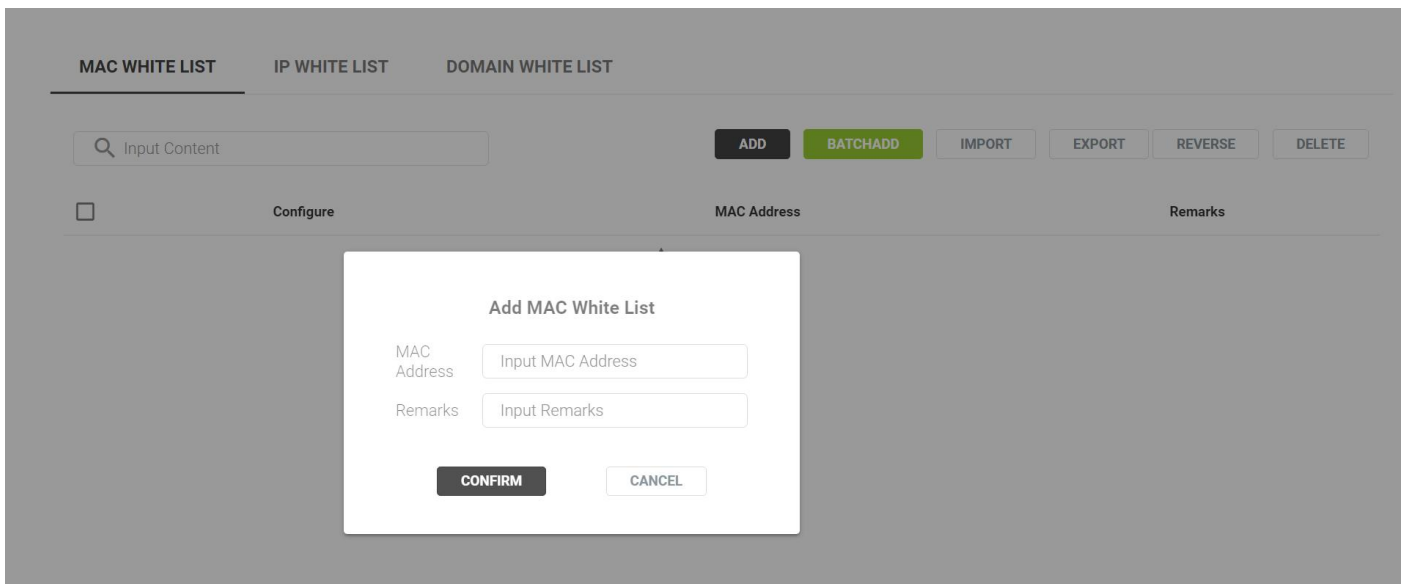 MAC WHITE LIST IP WHITE LIST DOMAIN WHITE LIST
Input Content ADD BATCHADD IMPORT EXPORT REVERSE DELETE
Configure MAC Address Remarks
Add MAC White List
MAC
Address
Input MAC Address
Remarks Input Remarks
CONFIRM CANCEL